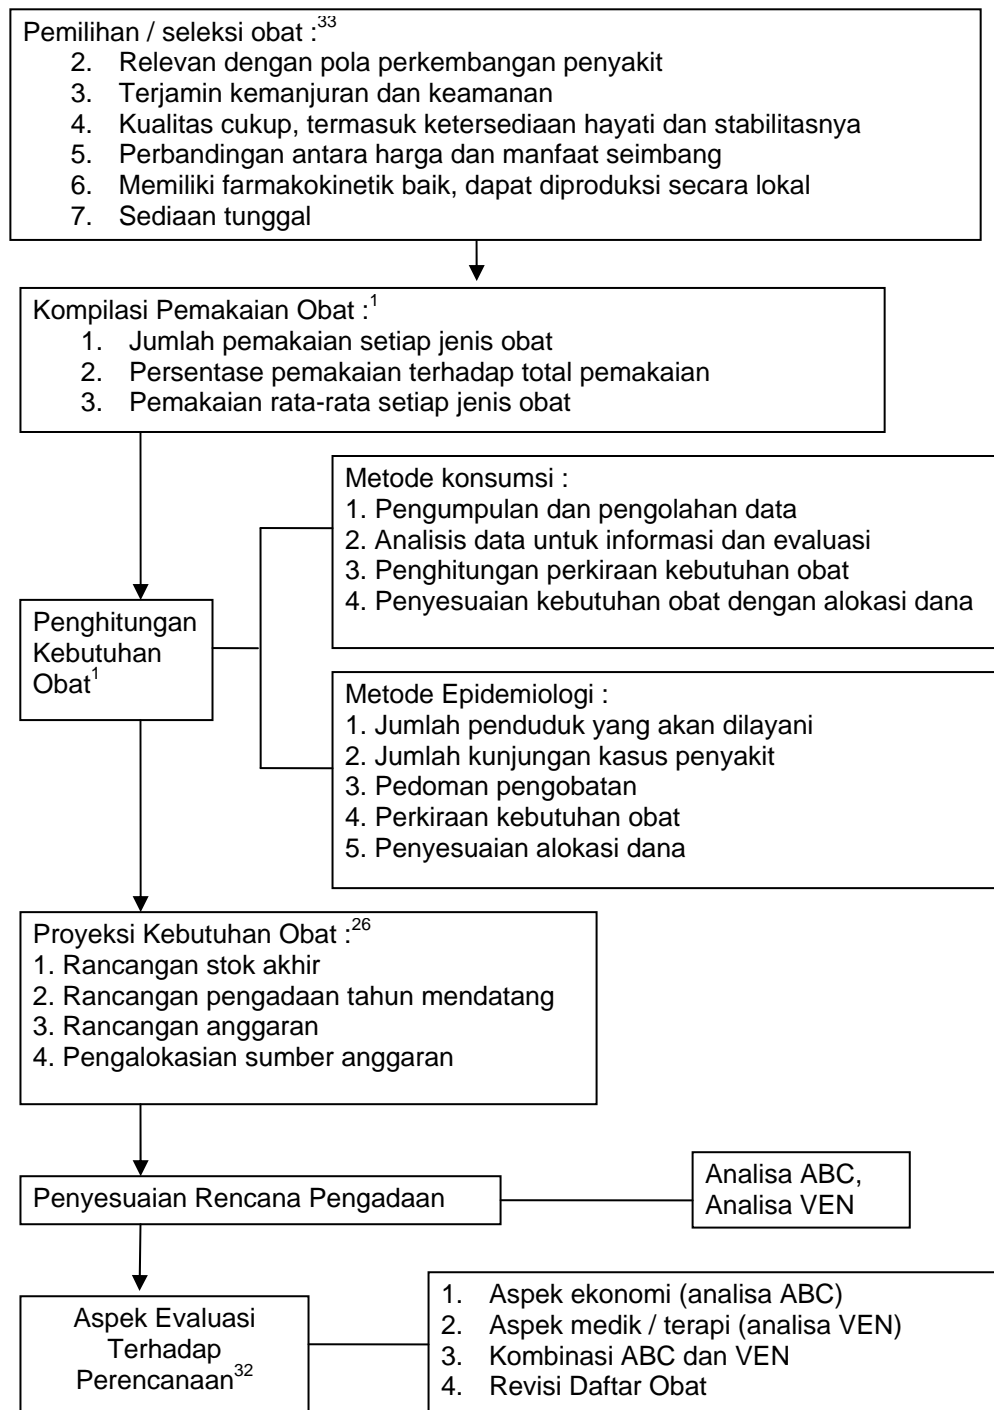 Pemilihan / seleksi obat :33
2. Relevan dengan pola perkembangan penyakit
3. Terjamin kemanjuran dan keamanan
4. Kualitas cukup, termasuk ketersediaan hayati dan stabilitasnya
5. Perbandingan antara harga dan manfaat seimbang
6. Memiliki farmakokinetik baik, dapat diproduksi secara lokal
7. Sediaan tunggal
Kompilasi Pemakaian Obat :1
1. Jumlah pemakaian setiap jenis obat
2. Persentase pemakaian terhadap total pemakaian
3. Pemakaian rata-rata setiap jenis obat
Metode konsumsi :
1. Pengumpulan dan pengolahan data
2. Analisis data untuk informasi dan evaluasi
3. Penghitungan perkiraan kebutuhan obat
4. Penyesuaian kebutuhan obat dengan alokasi dana
Penghitungan
Kebutuhan
Obat1
Metode Epidemiologi :
1. Jumlah penduduk yang akan dilayani
2. Jumlah kunjungan kasus penyakit
3. Pedoman pengobatan
4. Perkiraan kebutuhan obat
5. Penyesuaian alokasi dana
Proyeksi Kebutuhan Obat :26
1. Rancangan stok akhir
2. Rancangan pengadaan tahun mendatang
3. Rancangan anggaran
4. Pengalokasian sumber anggaran
Penyesuaian Rencana Pengadaan
Analisa ABC,
Analisa VEN
Aspek Evaluasi
Terhadap
Perencanaan32
1. Aspek ekonomi (analisa ABC)
2. Aspek medik / terapi (analisa VEN)
3. Kombinasi ABC dan VEN
4. Revisi Daftar Obat